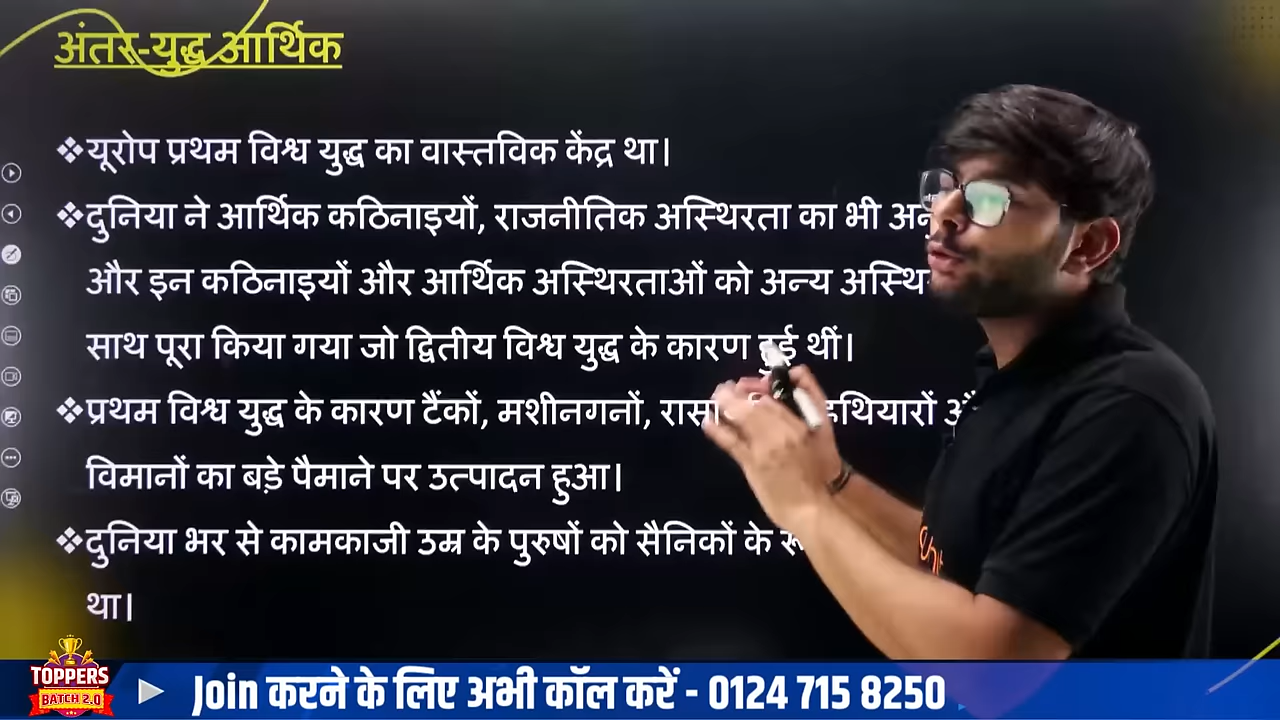 अंतर-युद्ध आर्थिक
❖यूरोप प्रथम विश्व युद्ध का वास्तविक केंद्र था।
❖दुनिया ने आर्थिक कठिनाइयों, राजनीतिक अस्थिरता का भी
और इन कठिनाइयों और आर्थिक अस्थिरताओं को अन्य
साथ पूरा किया गया जो द्वितीय विश्व युद्ध के कारण हुई थीं।
❖प्रथम विश्व युद्ध के कारण टैंकों, मशीनगनों, हथियारों
विमानों का बड़े पैमाने पर उत्पादन हुआ।
❖दुनिया भर से कामकाजी उम्र के पुरुषों को सैनिकों के
था।
TOPPERS
BATCH 2.0
Join करने के लिए अभी कॉल करें - 0124 715 8250